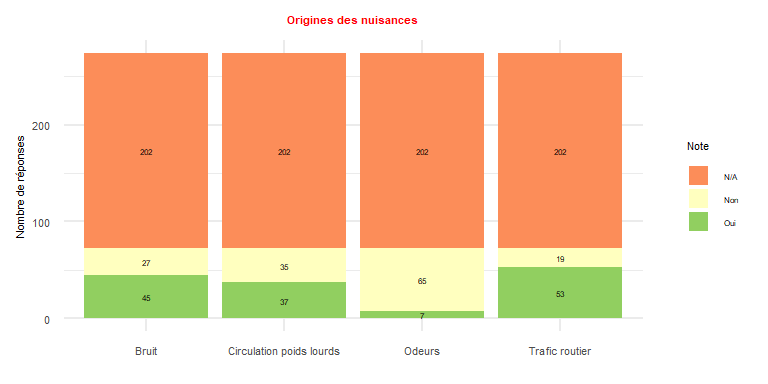 Origines des nuisances
Nombre de réponses
200
100
0
202
202
202
202
27
35
65
19
45
37
7
53
Bruit
Circulation poids lourds
Odeurs
Trafic routier
Note
N/A
Non
Oui